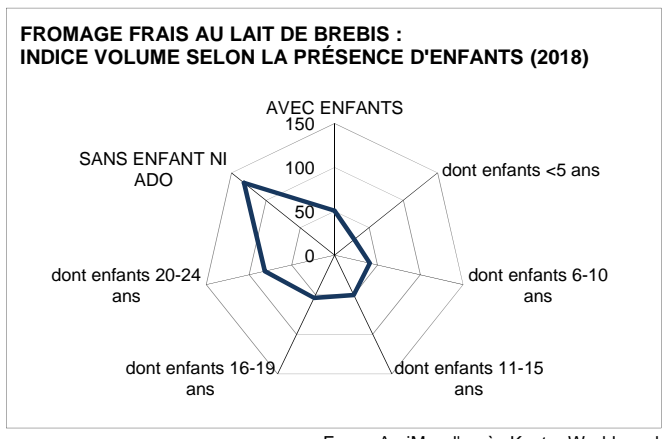 FROMAGE FRAIS AU LAIT DE BREBIS :
INDICE VOLUME SELON LA PRÉSENCE D'ENFANTS (2018)
AVEC ENFANTS
150
100
50
0
dont enfants <5 ans
dont enfants 6-10
ans
dont enfants 11-15
ans
dont enfants 16-19
ans
dont enfants 20-24
ans
SANS ENFANT NI
ADO